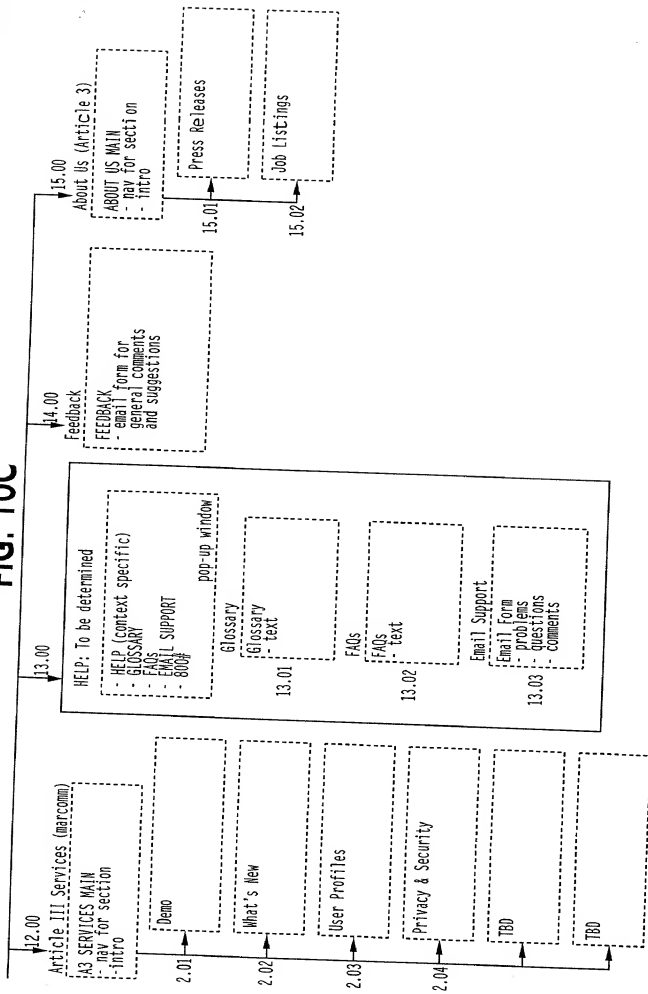 FIG. 10C
12.00
Article III Services (marcomm)
A3 SERVICES MAIN
- nav for section
-intro
2.01
Demo
2.02
What's New
2.03
User Profiles
2.04
Privacy & Security
TBD
TBD
13.00
HELP: To be determined
- HELP (context specific)
- GLOSSARY
- FAQs
- EMAIL SUPPORT
- 800#
pop-up window
Glossary
Glossary
- text
13.01
FAQs
FAQs
- text
13.02
Email Support
Email Form
- problems
- questions
- comments
13.03
14.00
Feedback
FEEDBACK
- email form for
general comments
and suggestions
15.00
About Us (Article 3)
ABOUT US MAIN
- nav for section
- intro
15.01
Press Releases
15.02
Job Listings